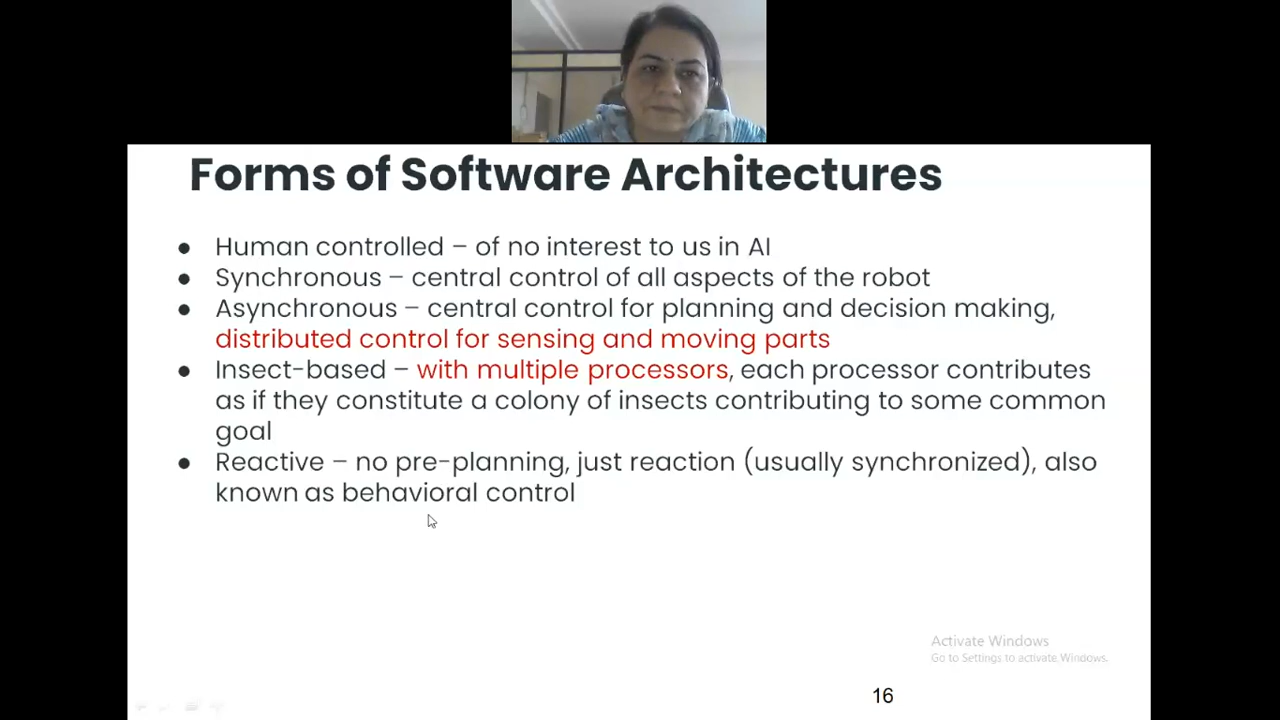 Forms of Software Architectures
● Human controlled – of no interest to us in AI
● Synchronous – central control of all aspects of the robot
● Asynchronous – central control for planning and decision making,
distributed control for sensing and moving parts
● Insect-based – with multiple processors, each processor contributes
as if they constitute a colony of insects contributing to some common
goal
● Reactive – no pre-planning, just reaction (usually synchronized), also
known as behavioral control
Activate Windows
Go to Settings to activate Windows.
16